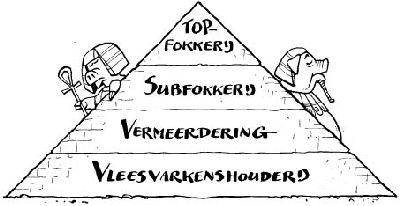 TOP-
FOKKERIJ
SUBFOKKERIJ
VERMEERDERING
VLEESVARKENSHOUDERIJ